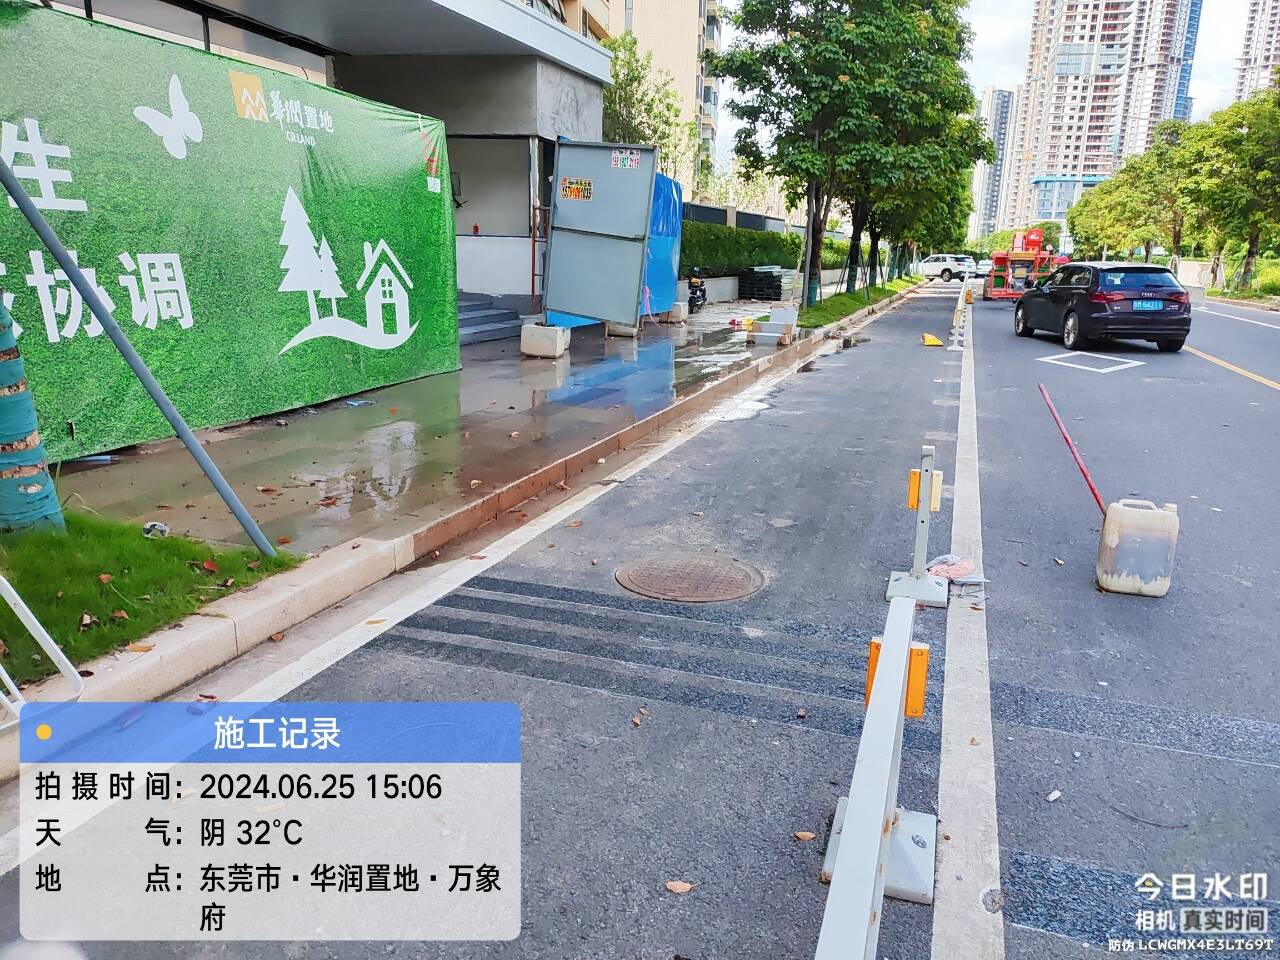 华润置地
CR LAND
生
协调
施工记录
拍摄时间：2024.06.25 15:06
天气：阴 32°C
地点：东莞市·华润置地·万象
府
今日水印
相机 真实时间
防伪 LCWGMX4E3LT69T